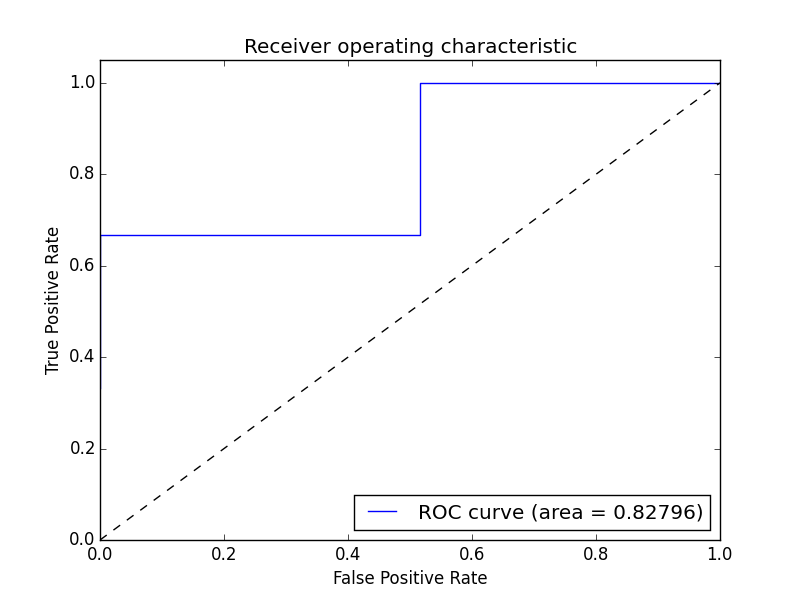 Receiver operating characteristic
True Positive Rate
1.0
0.8
0.6
0.4
0.2
0.0
ROC curve (area = 0.82796)
0.0 0.2 0.4 0.6 0.8 1.0
False Positive Rate